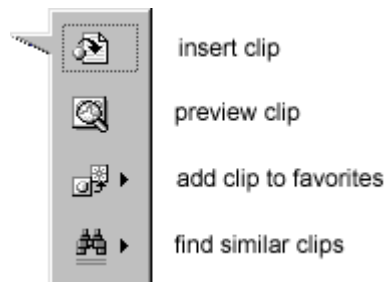 insert clip
preview clip
add clip to favorites
find similar clips